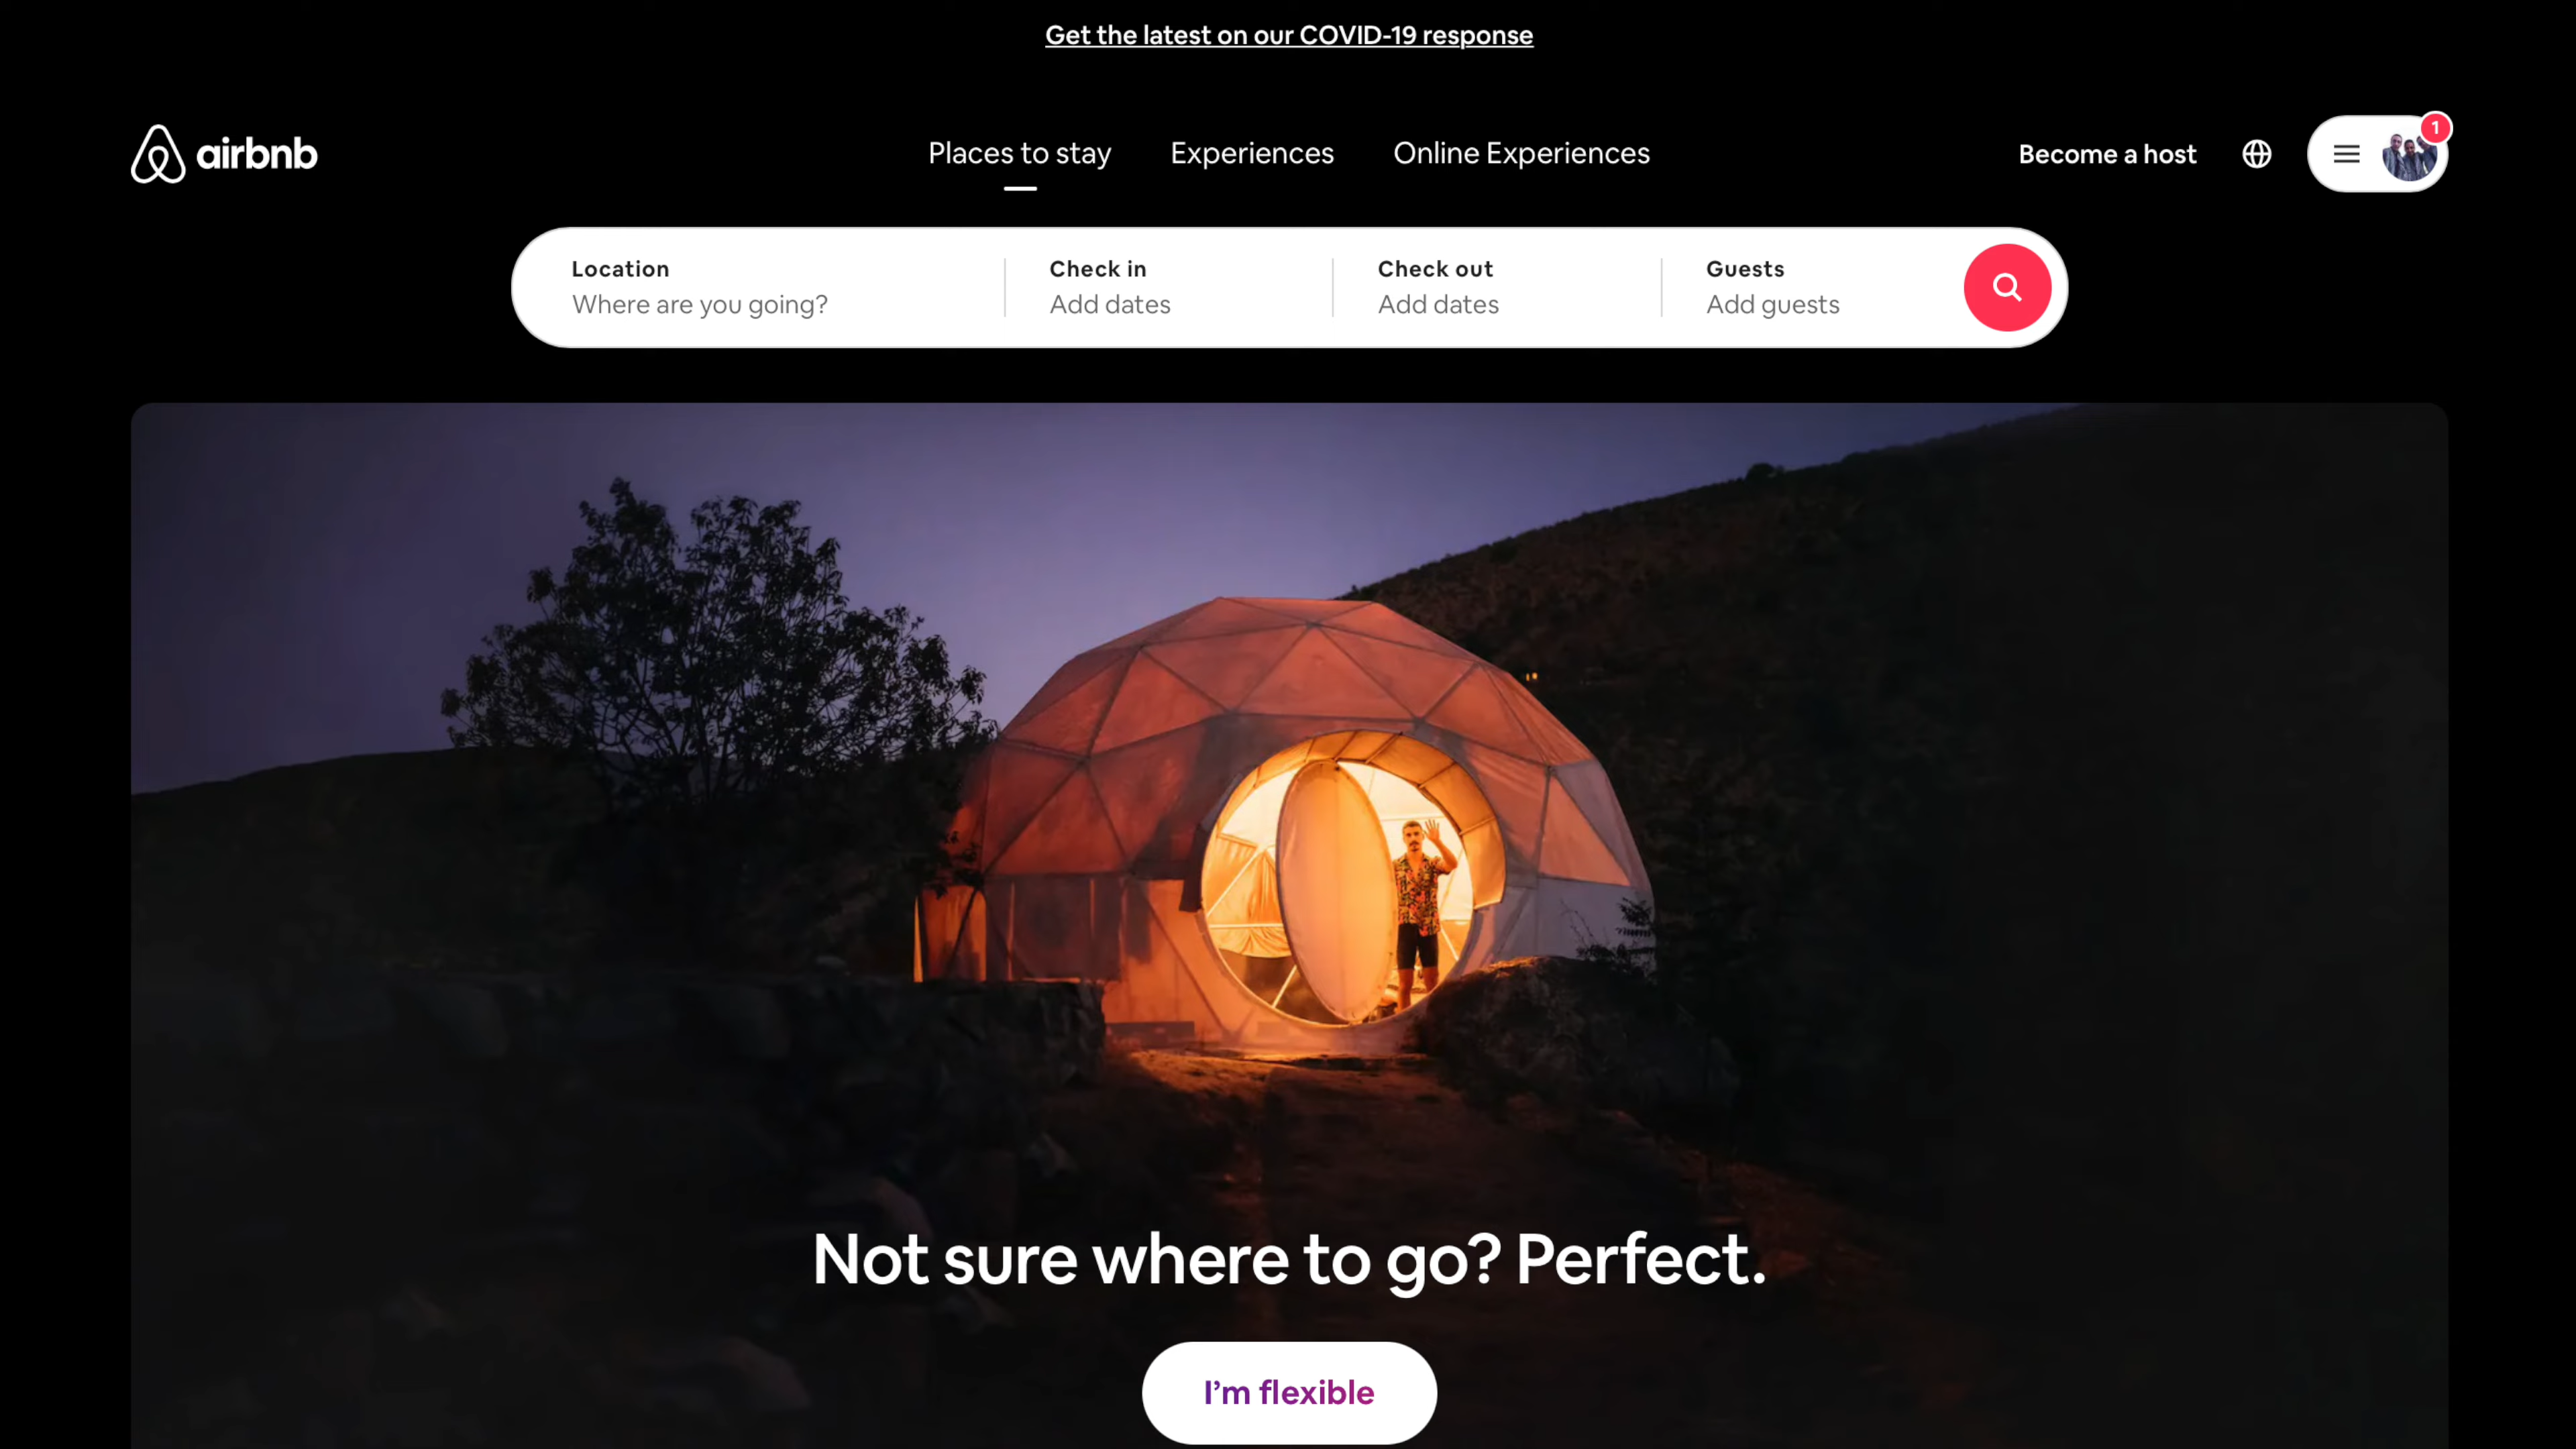 Get the latest on our COVID-19 response
airbnb
Places to stay
Experiences
Online Experiences
Become a host
1
Location
Where are you going?
Check in
Add dates
Check out
Add dates
Guests
Add guests
Not sure where to go? Perfect.
I’m flexible